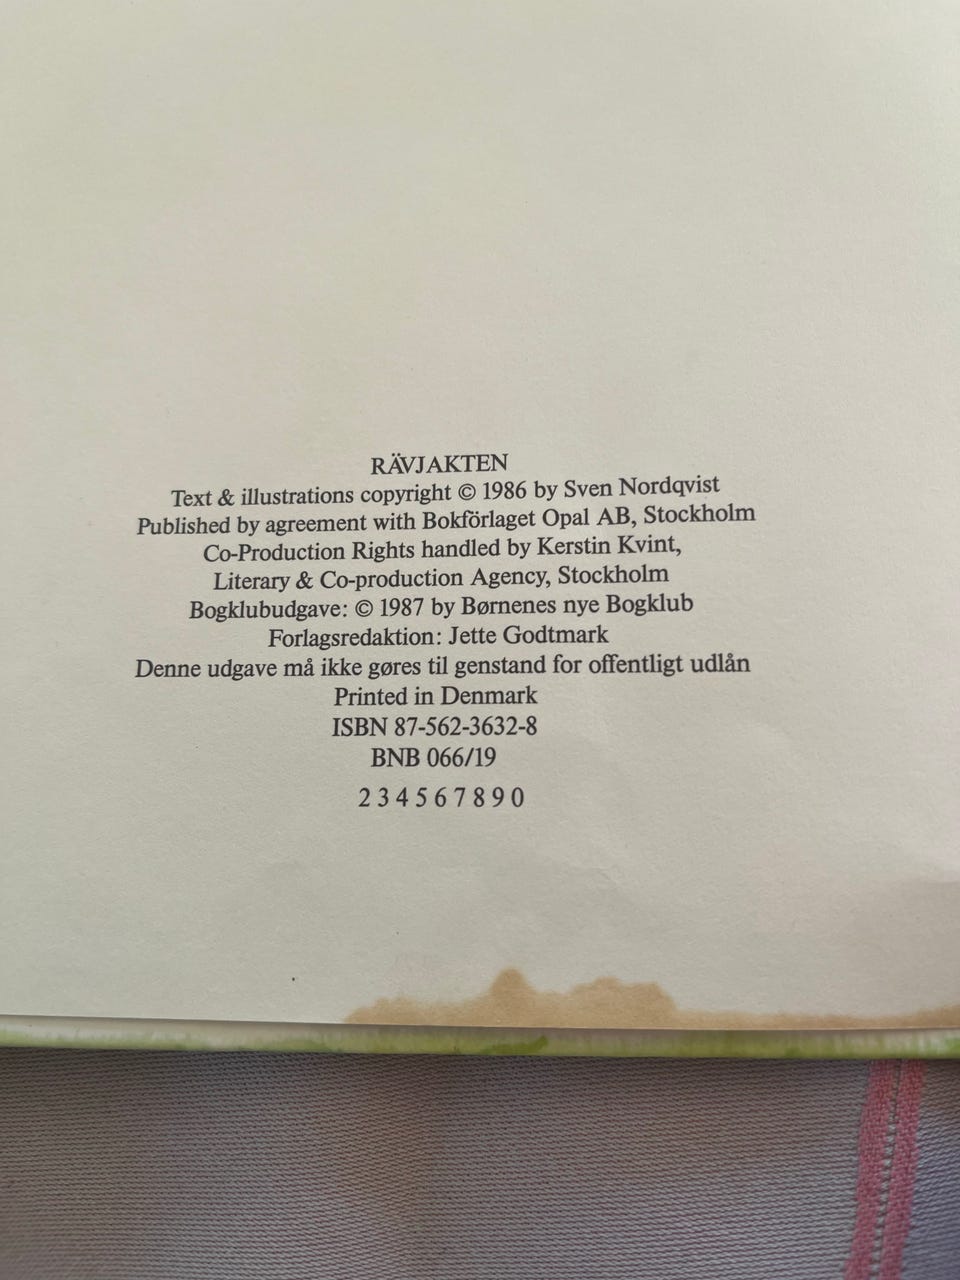 RÄVJAKTEN
Text & illustrations copyright © 1986 by Sven Nordqvist
Published by agreement with Bokförlaget Opal AB, Stockholm
Co-Production Rights handled by Kerstin Kvint,
Literary & Co-production Agency, Stockholm
Bogklubudgave: © 1987 by Børnenes nye Bogklub
Forlagsredaktion: Jette Godtmark
Denne udgave må ikke gøres til genstand for offentligt udlån
Printed in Denmark
ISBN 87-562-3632-8
BNB 066/19
2 3 4 5 6 7 8 9 0